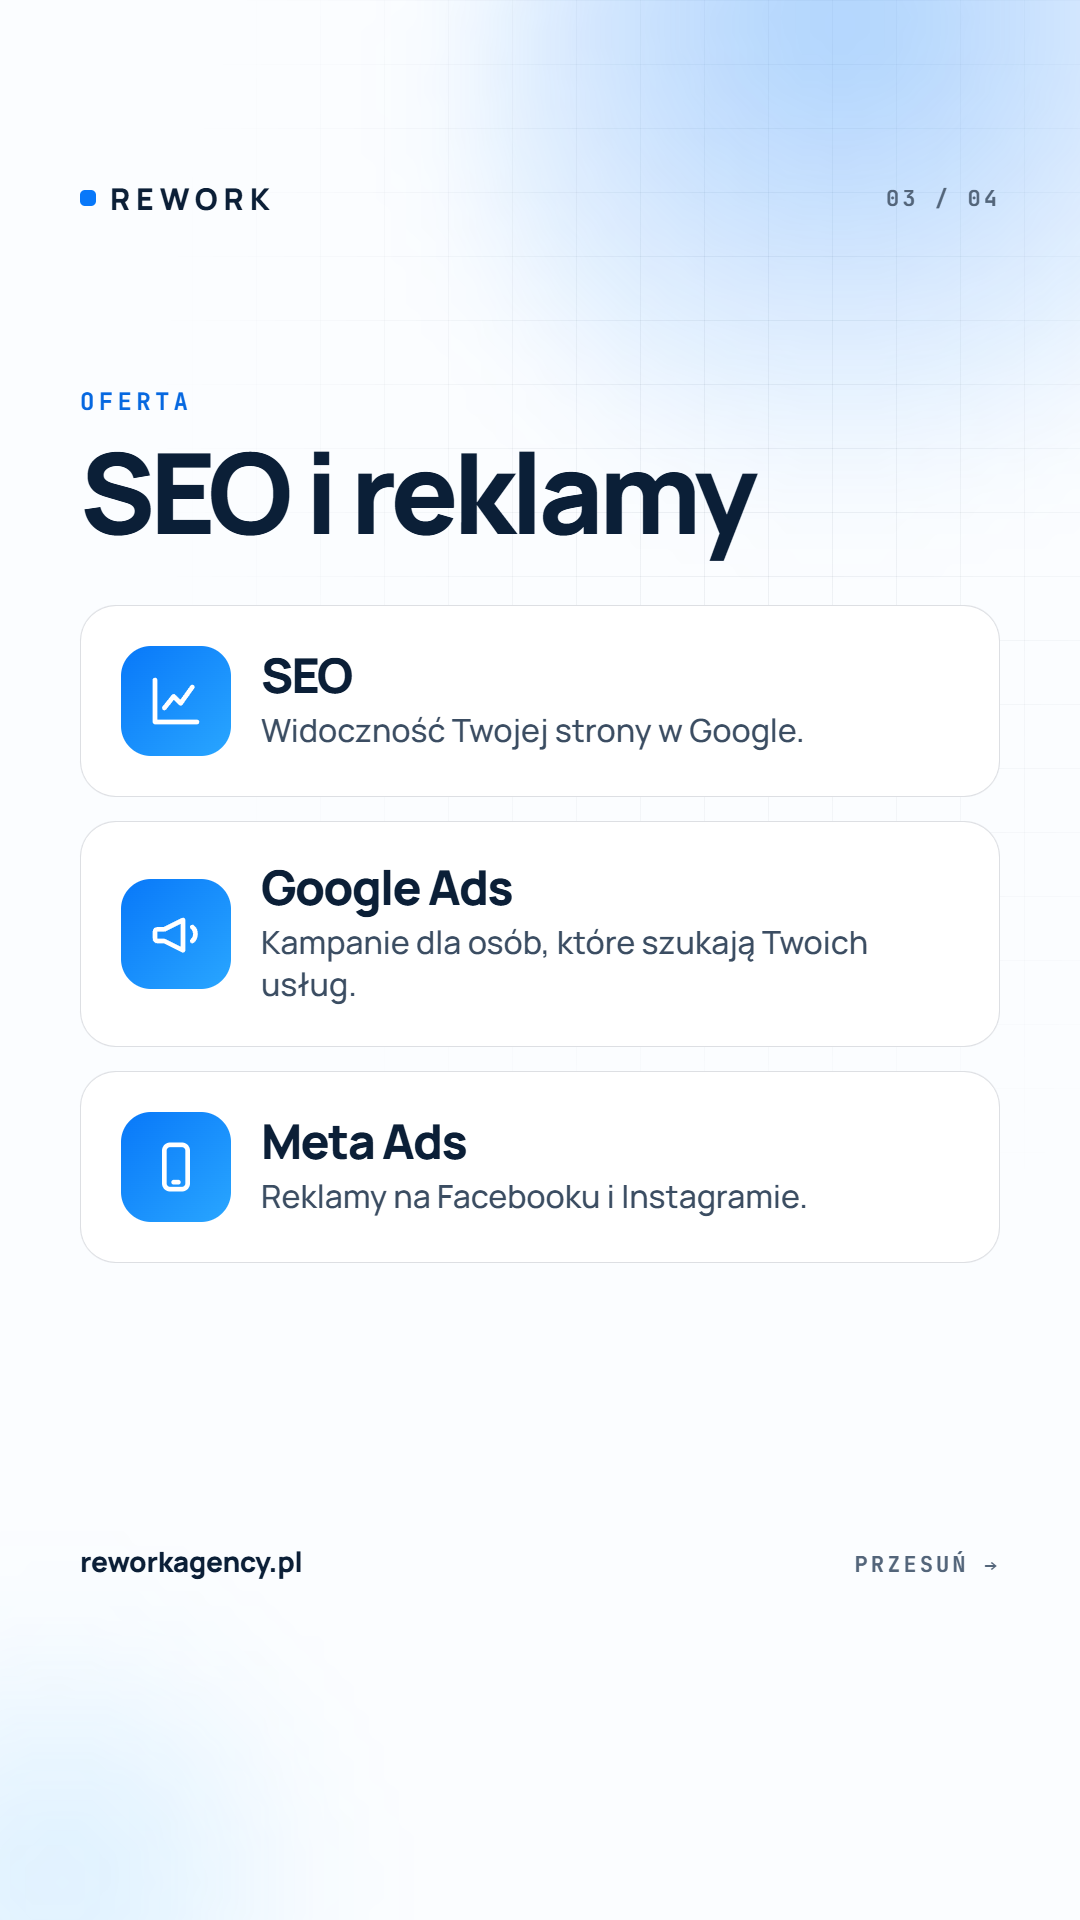 REWORK
03 / 04
OFERTA
SEO i reklamy
SEO
Widoczność Twojej strony w Google.
Google Ads
Kampanie dla osób, które szukają Twoich
usług.
Meta Ads
Reklamy na Facebooku i Instagramie.
reworkagency.pl
PRZESUŃ →